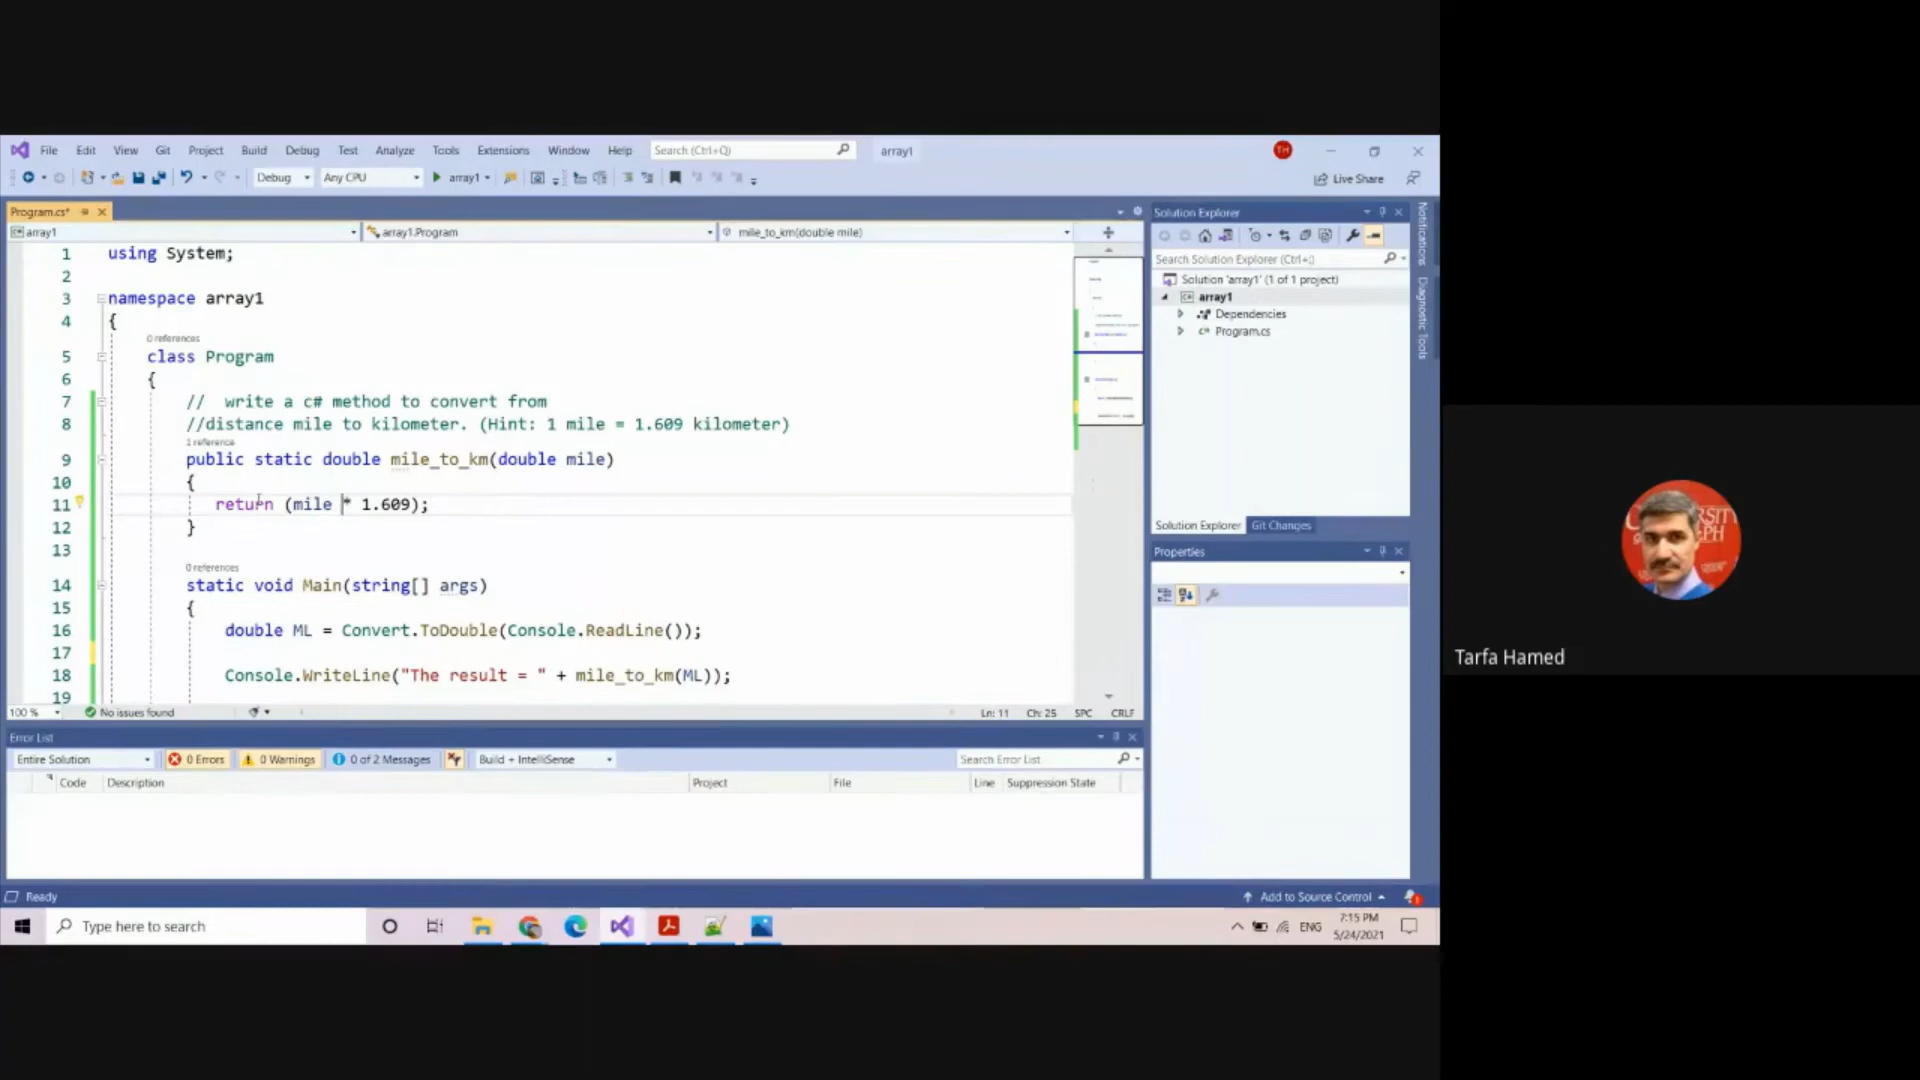 File Edit View Git Project Build Debug Test Analyze Tools Extensions Window Help Search (Ctrl+Q) array1 TH
Debug Any CPU array1 Live Share
Program.cs*
array1 array1.Program mile_to_km(double mile)
1 using System;
2
3 namespace array1
4 {
0 references
5 class Program
6 {
7 // write a c# method to convert from
8 //distance mile to kilometer. (Hint: 1 mile = 1.609 kilometer)
1 reference
9 public static double mile_to_km(double mile)
10 {
11 return (mile * 1.609);
12 }
13
0 references
14 static void Main(string[] args)
15 {
16 double ML = Convert.ToDouble(Console.ReadLine());
17
18 Console.WriteLine("The result = " + mile_to_km(ML));
19
100 % No issues found Ln: 11 Ch: 25 SPC CRLF
Error List
Entire Solution 0 Errors 0 Warnings 0 of 2 Messages Build + IntelliSense Search Error List
Code Description Project File Line Suppression State
Solution Explorer
Search Solution Explorer (Ctrl+;)
Solution 'array1' (1 of 1 project)
array1
Dependencies
C# Program.cs
Solution Explorer Git Changes
Properties
Notifications
Diagnostic Tools
Ready Add to Source Control
Type here to search ENG 7:15 PM
5/24/2021
Tarfa Hamed